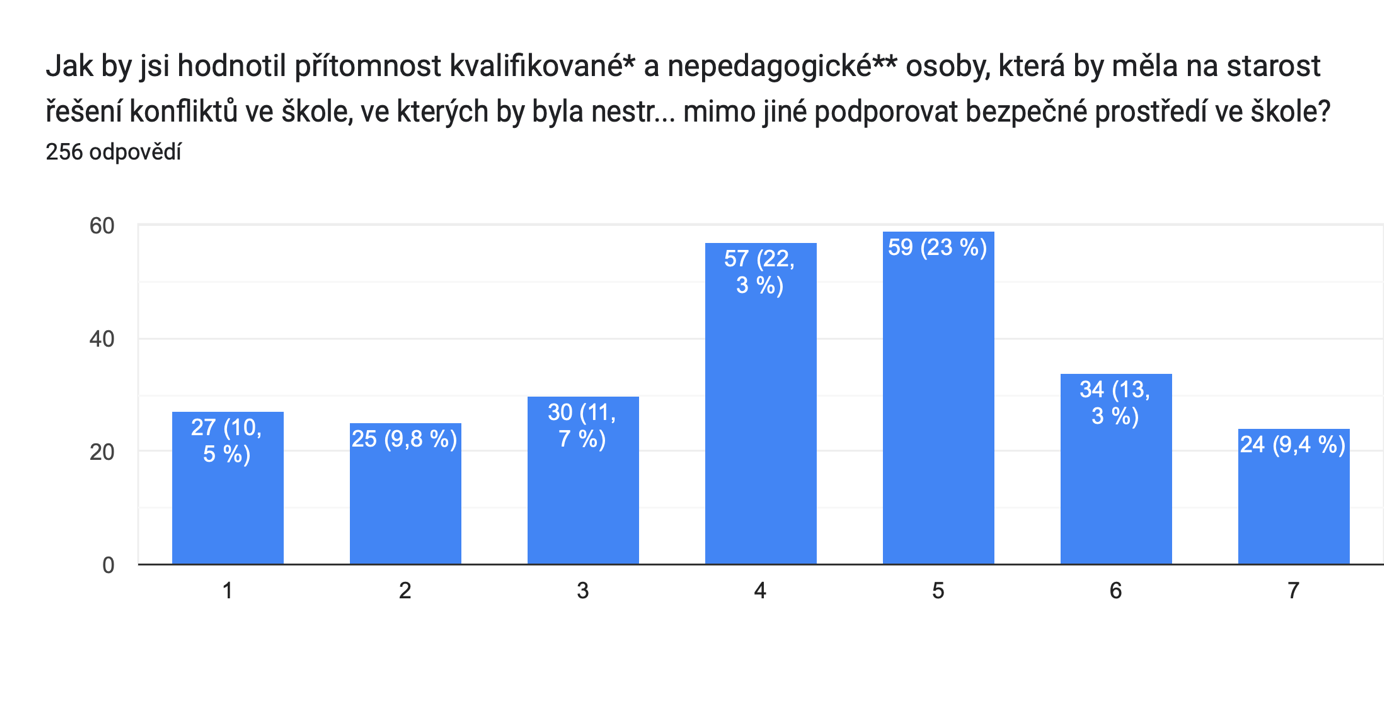 Jak by jsi hodnotil přítomnost kvalifikované* a nepedagogické** osoby, která by měla na starost
řešení konfliktů ve škole, ve kterých by byla nestr... mimo jiné podporovat bezpečné prostředí ve škole?
256 odpovědí
60
40
20
0
27 (10,
5 %)
25 (9,8 %)
30 (11,
7 %)
57 (22,
3 %)
59 (23 %)
34 (13,
3 %)
24 (9,4 %)
1 2 3 4 5 6 7